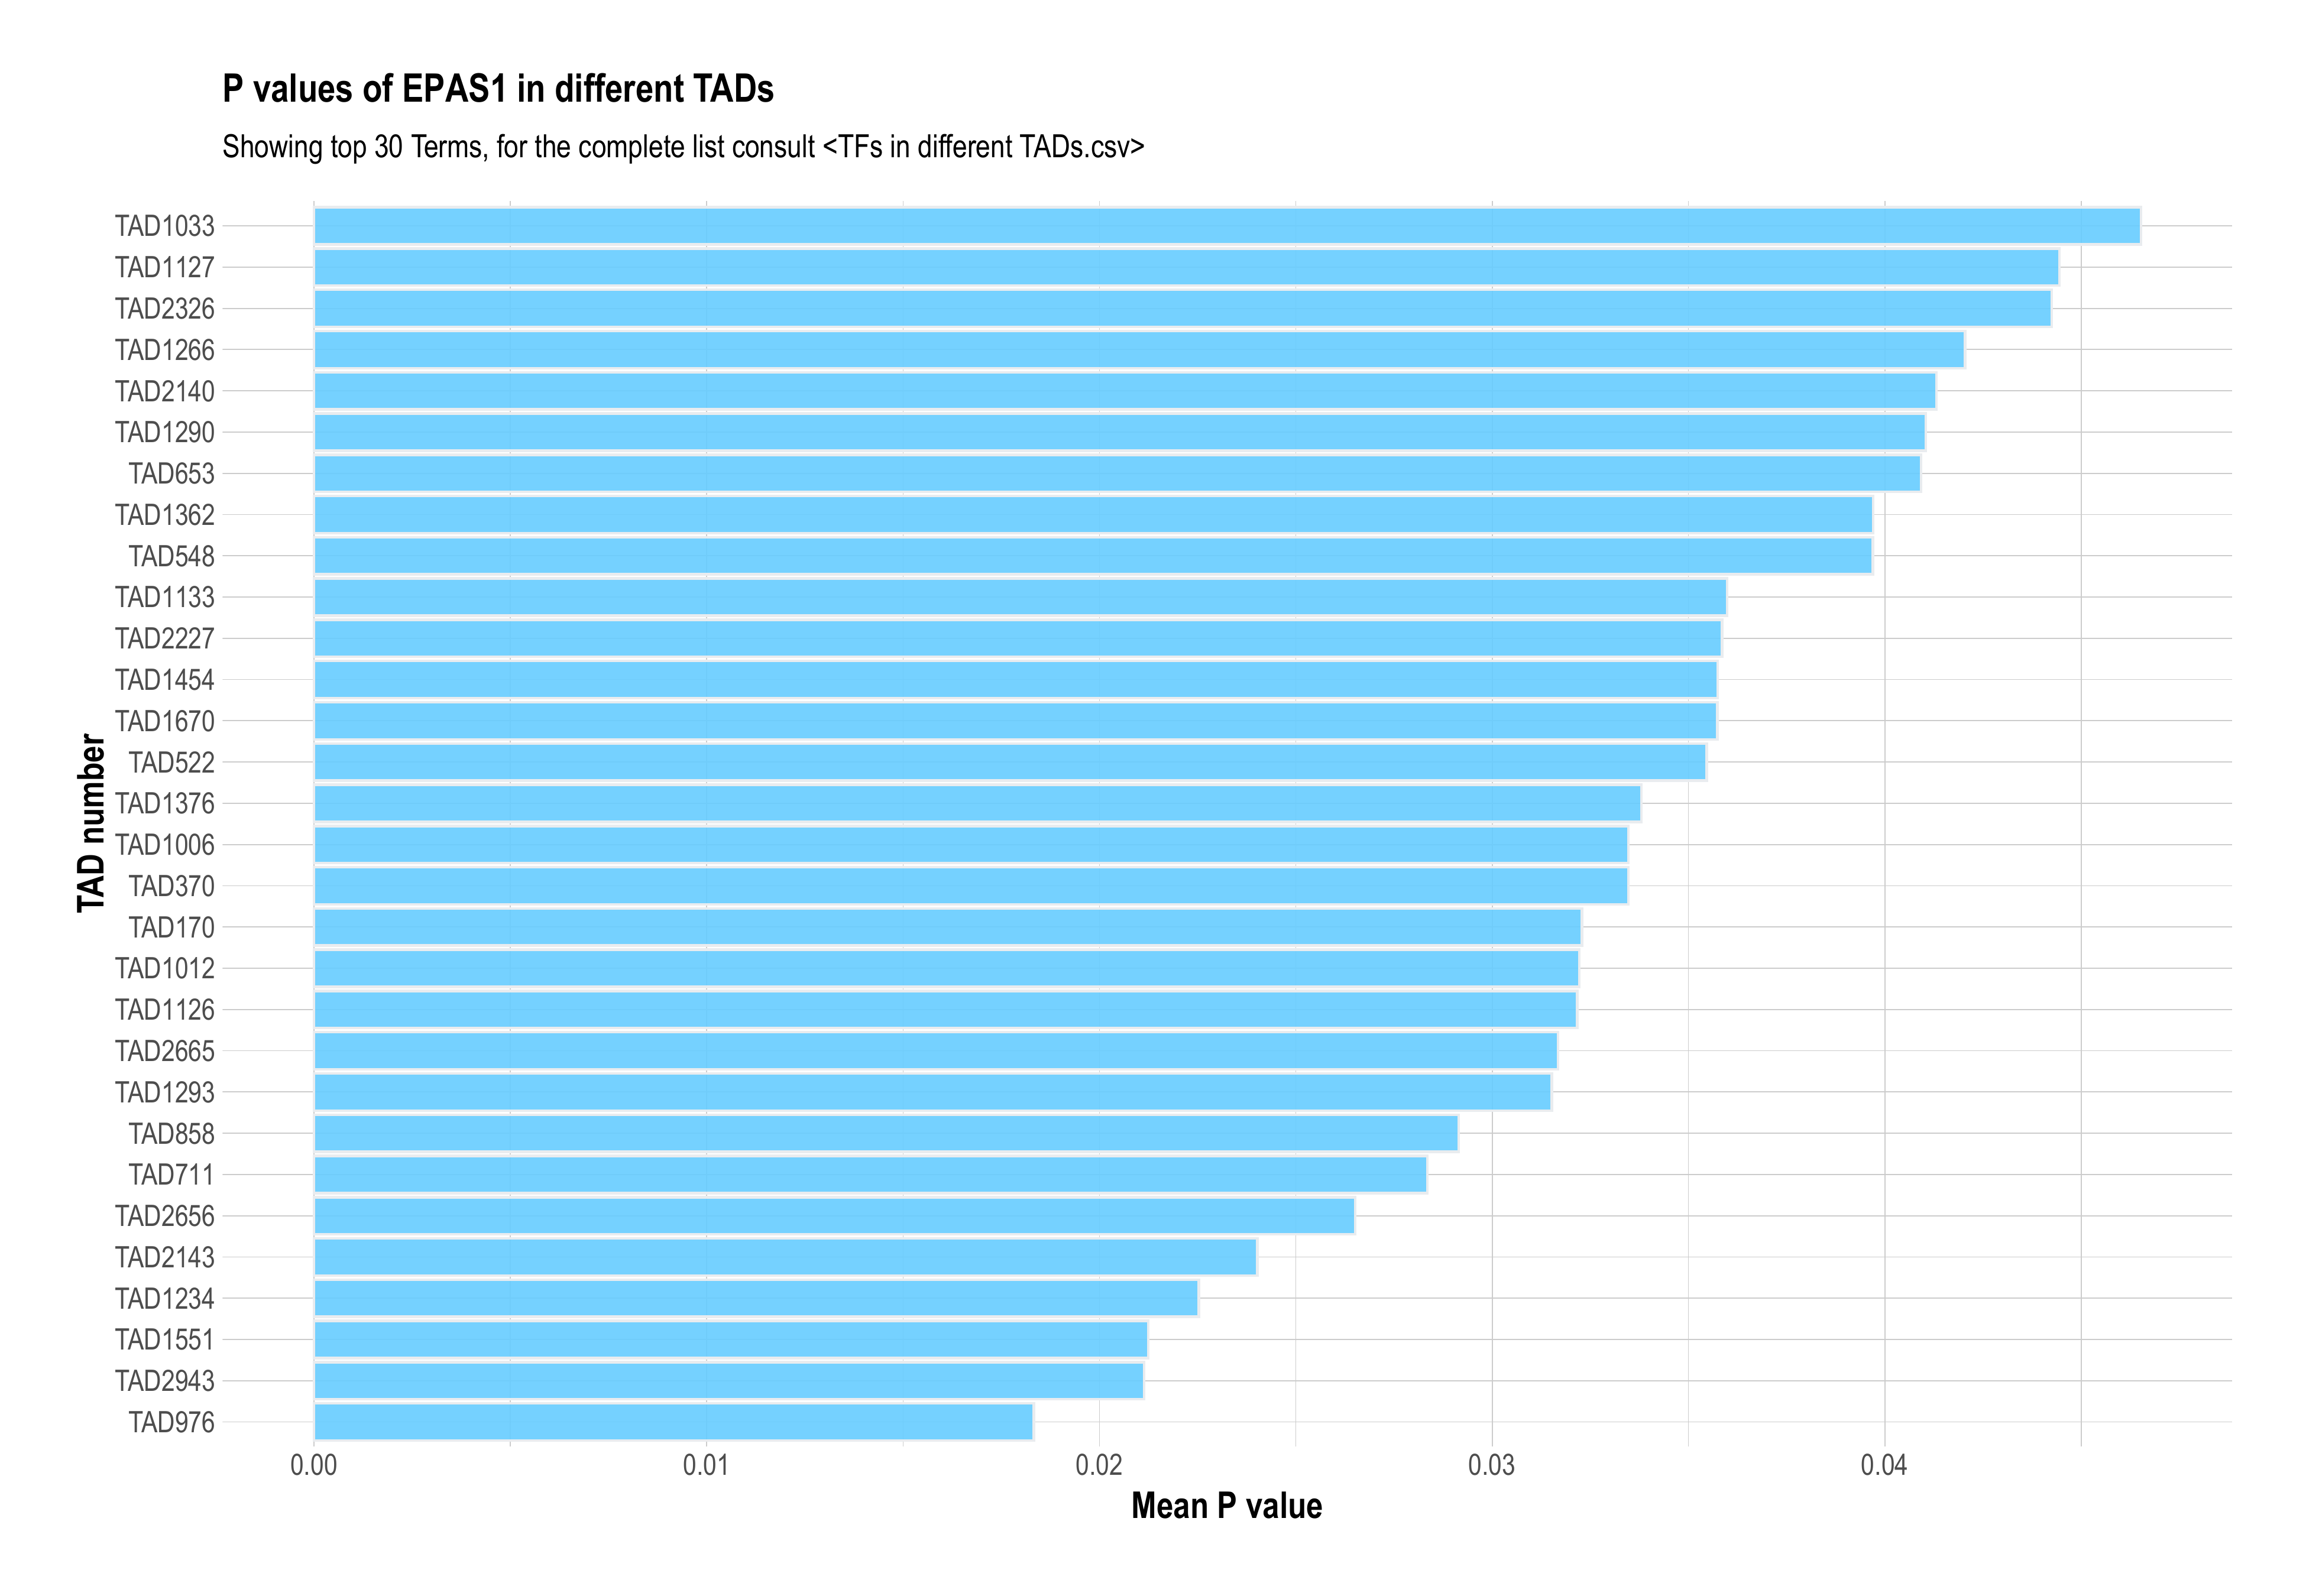 P values of EPAS1 in different TADs
Showing top 30 Terms, for the complete list consult <TFs in different TADs.csv>
TAD1033
TAD1127
TAD2326
TAD1266
TAD2140
TAD1290
TAD653
TAD1362
TAD548
TAD1133
TAD2227
TAD1454
TAD1670
TAD522
TAD1376
TAD1006
TAD370
TAD170
TAD1012
TAD1126
TAD2665
TAD1293
TAD858
TAD711
TAD2656
TAD2143
TAD1234
TAD1551
TAD2943
TAD976
TAD number
0.00 0.01 0.02 0.03 0.04
Mean P value